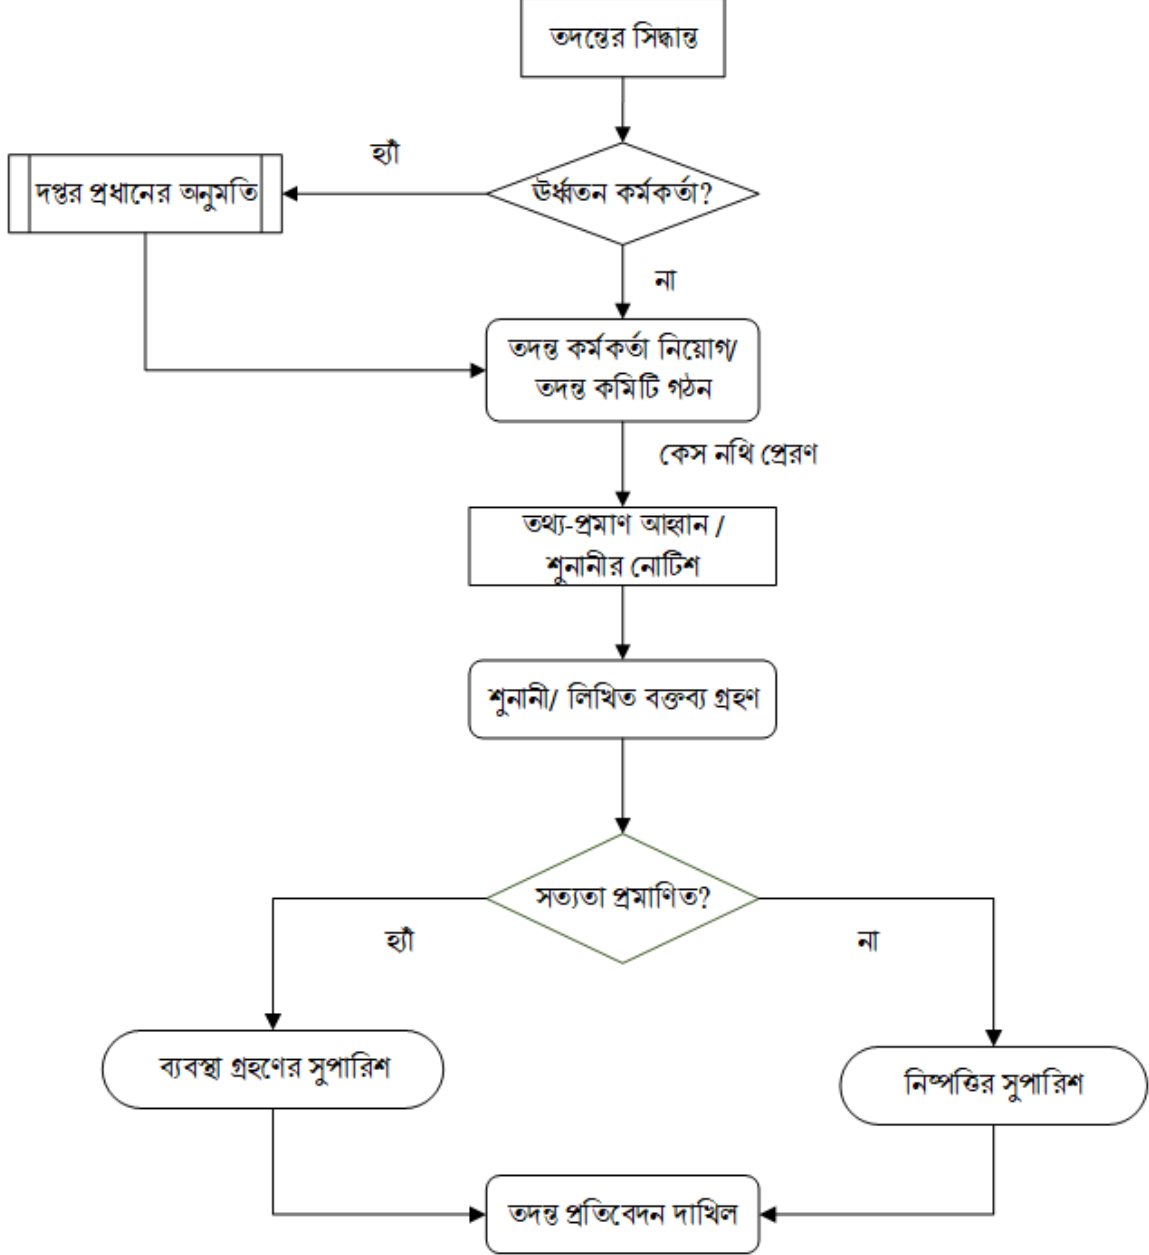 তদন্তের সিদ্ধান্ত
হ্যাঁ
দপ্তর প্রধানের অনুমতি
ঊর্ধ্বতন কর্মকর্তা?
না
তদন্ত কর্মকর্তা নিয়োগ/
তদন্ত কমিটি গঠন
কেস নথি প্রেরণ
তথ্য-প্রমাণ আহ্বান /
শুনানীর নোটিশ
শুনানী/ লিখিত বক্তব্য গ্রহণ
সত্যতা প্রমাণিত?
হ্যাঁ
না
ব্যবস্থা গ্রহণের সুপারিশ
নিষ্পত্তির সুপারিশ
তদন্ত প্রতিবেদন দাখিল